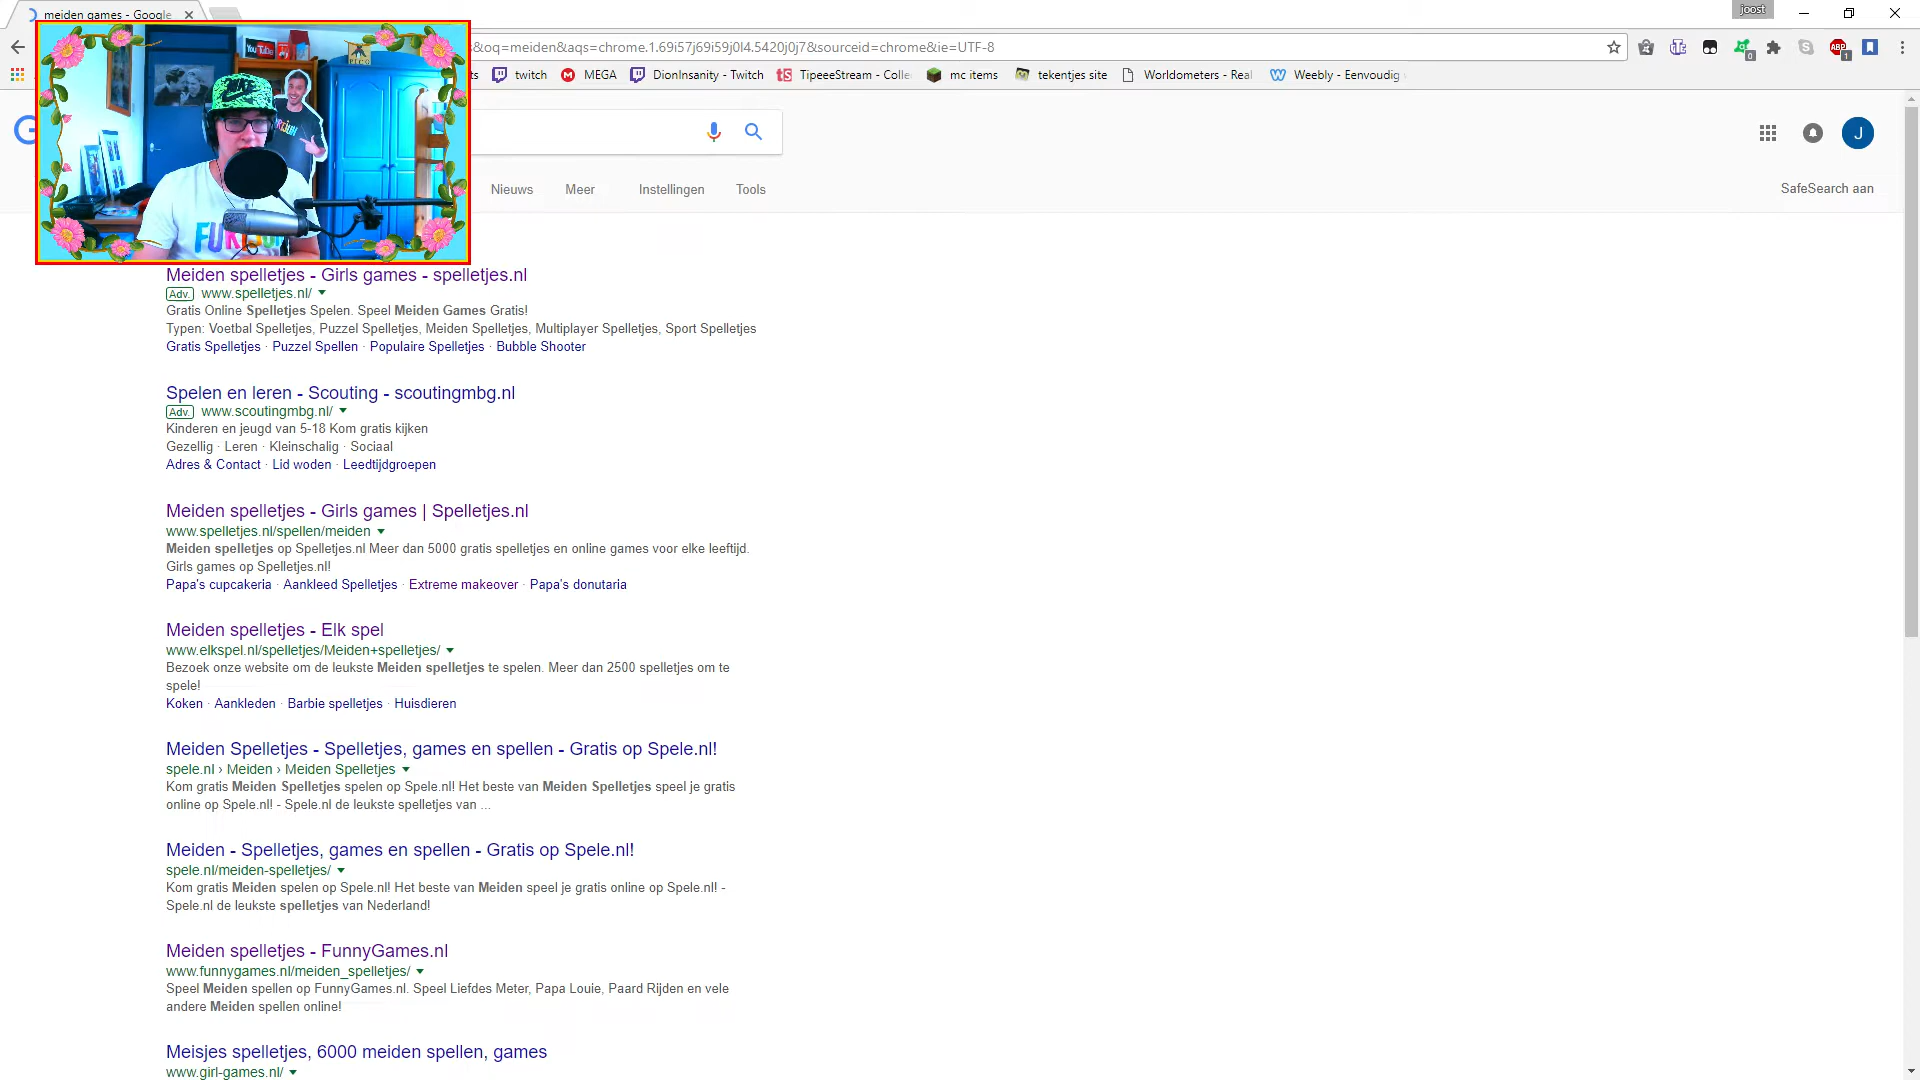 meiden games - Google
joost
s&oq=meiden&aqs=chrome.1.69i57j69i59j0l4.5420j0j7&sourceid=chrome&ie=UTF-8
twitch
MEGA
DionInsanity - Twitch
TipeeeStream - Colle
mc items
tekentjes site
Worldometers - Real
Weebly - Eenvoudig
YouTube
J
Nieuws
Meer
Instellingen
Tools
SafeSearch aan
Meiden spelletjes - Girls games - spelletjes.nl
Adv. www.spelletjes.nl/
Gratis Online Spelletjes Spelen. Speel Meiden Games Gratis!
Typen: Voetbal Spelletjes, Puzzel Spelletjes, Meiden Spelletjes, Multiplayer Spelletjes, Sport Spelletjes
Gratis Spelletjes · Puzzel Spellen · Populaire Spelletjes · Bubble Shooter
Spelen en leren - Scouting - scoutingmbg.nl
Adv. www.scoutingmbg.nl/
Kinderen en jeugd van 5-18 Kom gratis kijken
Gezellig · Leren · Kleinschalig · Sociaal
Adres & Contact · Lid woden · Leedtijdgroepen
Meiden spelletjes - Girls games | Spelletjes.nl
www.spelletjes.nl/spellen/meiden
Meiden spelletjes op Spelletjes.nl Meer dan 5000 gratis spelletjes en online games voor elke leeftijd.
Girls games op Spelletjes.nl!
Papa's cupcakeria · Aankleed Spelletjes · Extreme makeover · Papa's donutaria
Meiden spelletjes - Elk spel
www.elkspel.nl/spelletjes/Meiden+spelletjes/
Bezoek onze website om de leukste Meiden spelletjes te spelen. Meer dan 2500 spelletjes om te
spele!
Koken · Aankleden · Barbie spelletjes · Huisdieren
Meiden Spelletjes - Spelletjes, games en spellen - Gratis op Spele.nl!
spele.nl › Meiden › Meiden Spelletjes
Kom gratis Meiden Spelletjes spelen op Spele.nl! Het beste van Meiden Spelletjes speel je gratis
online op Spele.nl! - Spele.nl de leukste spelletjes van ...
Meiden - Spelletjes, games en spellen - Gratis op Spele.nl!
spele.nl/meiden-spelletjes/
Kom gratis Meiden spelen op Spele.nl! Het beste van Meiden speel je gratis online op Spele.nl! -
Spele.nl de leukste spelletjes van Nederland!
Meiden spelletjes - FunnyGames.nl
www.funnygames.nl/meiden_spelletjes/
Speel Meiden spellen op FunnyGames.nl. Speel Liefdes Meter, Papa Louie, Paard Rijden en vele
andere Meiden spellen online!
Meisjes spelletjes, 6000 meiden spellen, games
www.girl-games.nl/